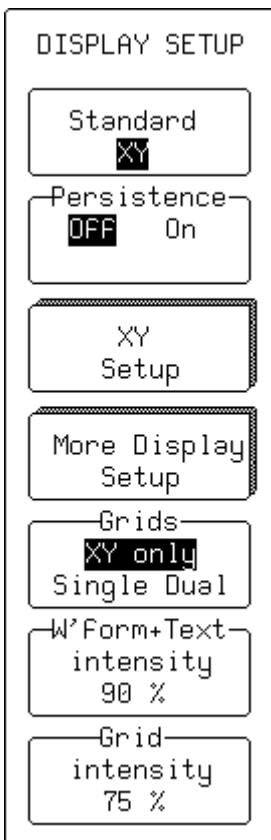 DISPLAY SETUP
Standard
XY
Persistence
OFF On
XY
Setup
More Display
Setup
Grids
XY only
Single Dual
W'Form+Text
intensity
90 %
Grid
intensity
75 %